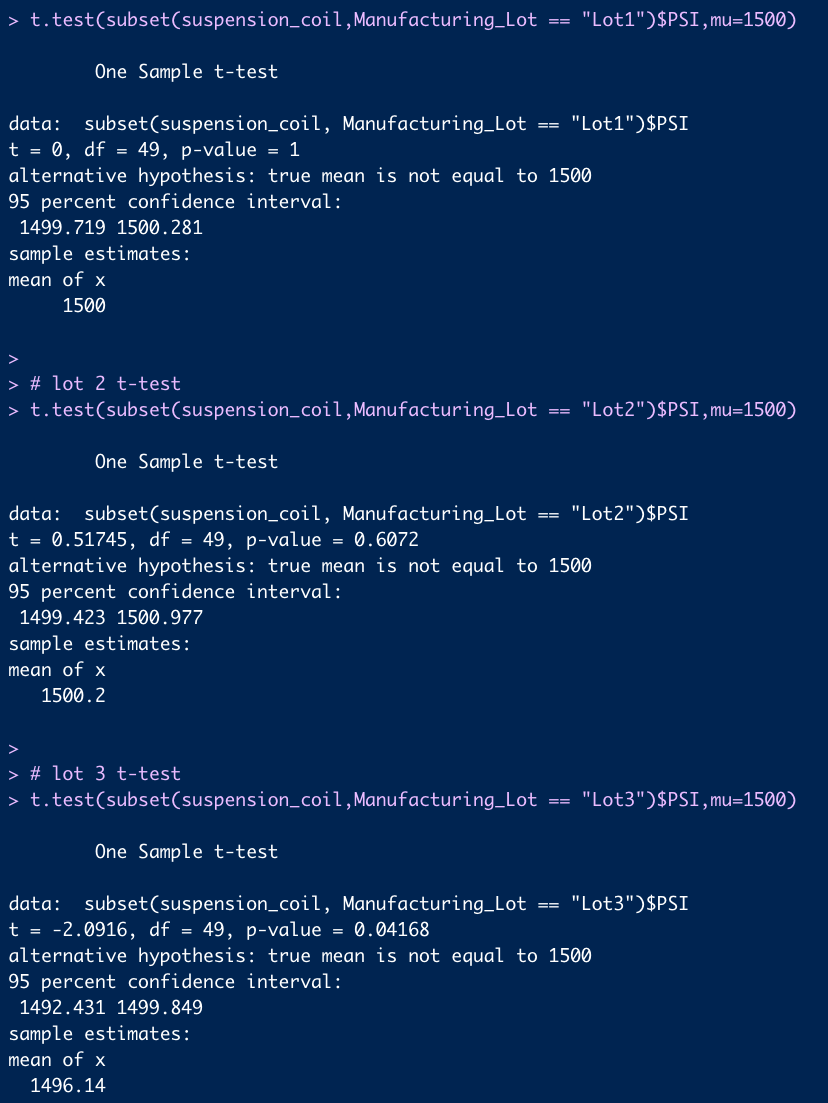 > t.test(subset(suspension_coil,Manufacturing_Lot == "Lot1")$PSI,mu=1500)
One Sample t-test
data:  subset(suspension_coil, Manufacturing_Lot == "Lot1")$PSI
t = 0, df = 49, p-value = 1
alternative hypothesis: true mean is not equal to 1500
95 percent confidence interval:
1499.719 1500.281
sample estimates:
mean of x
1500
>
> # lot 2 t-test
> t.test(subset(suspension_coil,Manufacturing_Lot == "Lot2")$PSI,mu=1500)
One Sample t-test
data:  subset(suspension_coil, Manufacturing_Lot == "Lot2")$PSI
t = 0.51745, df = 49, p-value = 0.6072
alternative hypothesis: true mean is not equal to 1500
95 percent confidence interval:
1499.423 1500.977
sample estimates:
mean of x
1500.2
>
> # lot 3 t-test
> t.test(subset(suspension_coil,Manufacturing_Lot == "Lot3")$PSI,mu=1500)
One Sample t-test
data:  subset(suspension_coil, Manufacturing_Lot == "Lot3")$PSI
t = -2.0916, df = 49, p-value = 0.04168
alternative hypothesis: true mean is not equal to 1500
95 percent confidence interval:
1492.431 1499.849
sample estimates:
mean of x
1496.14